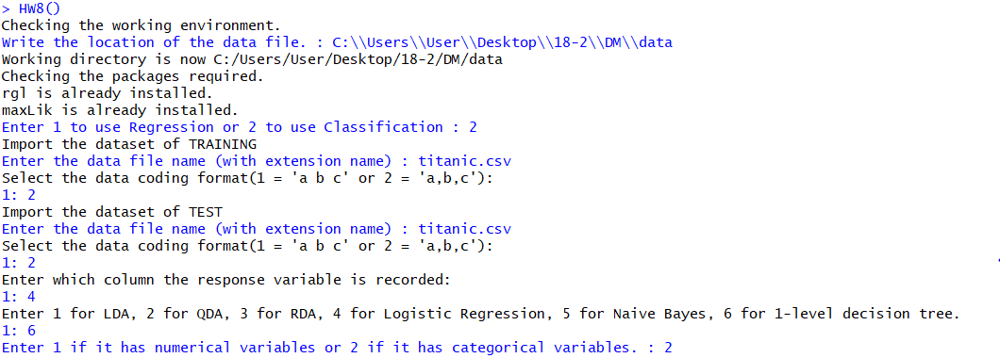 > HW8()
Checking the working environment.
Write the location of the data file. : C:\\Users\\User\\Desktop\\18-2\\DM\\data
Working directory is now C:/Users/User/Desktop/18-2/DM/data
Checking the packages required.
rgl is already installed.
maxLik is already installed.
Enter 1 to use Regression or 2 to use Classification : 2
Import the dataset of TRAINING
Enter the data file name (with extension name) : titanic.csv
Select the data coding format(1 = 'a b c' or 2 = 'a,b,c'):
1: 2
Import the dataset of TEST
Enter the data file name (with extension name) : titanic.csv
Select the data coding format(1 = 'a b c' or 2 = 'a,b,c'):
1: 2
Enter which column the response variable is recorded:
1: 4
Enter 1 for LDA, 2 for QDA, 3 for RDA, 4 for Logistic Regression, 5 for Naive Bayes, 6 for 1-level decision tree.
1: 6
Enter 1 if it has numerical variables or 2 if it has categorical variables. : 2